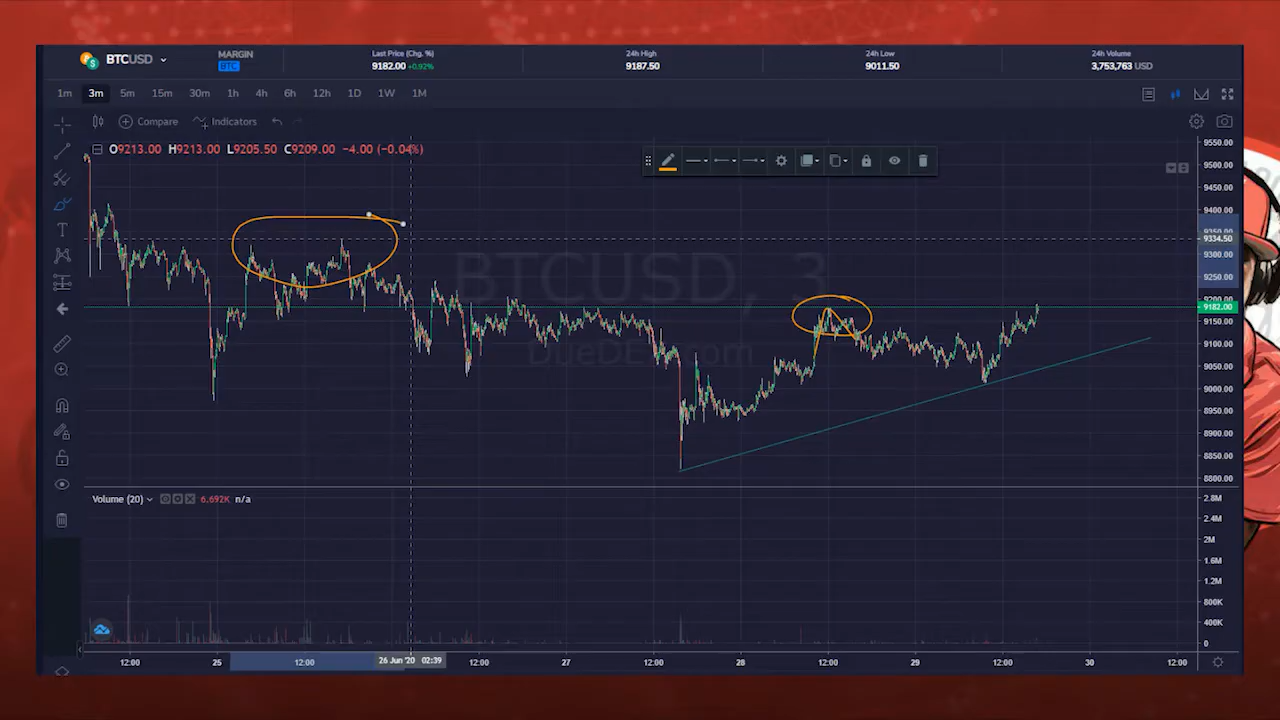 BTCUSD MARGIN BTC Last Price (Chg. %) 9182.00 +0.92% 24h High 9187.50 24h Low 9011.50 24h Volume 3,753,763 USD
1m 3m 5m 15m 30m 1h 4h 6h 12h 1D 1W 1M
Compare Indicators
O9213.00 H9213.00 L9205.50 C9209.00 -4.00 (-0.04%)
BTCUSD, 3
DueDEX.com
9550.00
9500.00
9450.00
9400.00
9350.00
9334.50
9300.00
9250.00
9200.00
9182.00
9150.00
9100.00
9050.00
9000.00
8950.00
8900.00
8850.00
8800.00
Volume (20) 6.692K n/a
2.8M
2.4M
2M
1.6M
1.2M
800K
400K
0
12:00 25 12:00 26 Jun '20 02:39 12:00 27 12:00 28 12:00 29 12:00 30 12:00